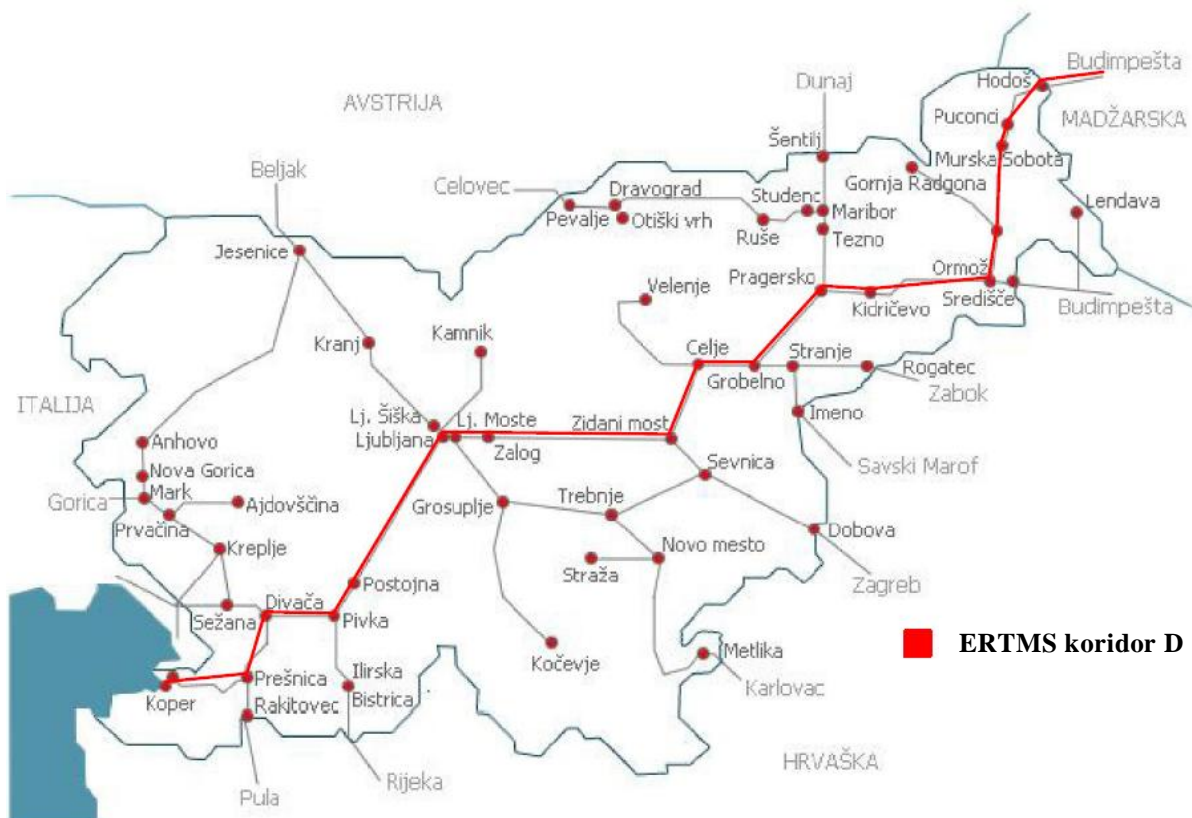 Budimpešta
Hodoš
Dunaj
AVSTRIJA
Puconci
MADŽARSKA
Šentilj
Murska Sobota
Beljak
Gornja Radgona
Celovec
Dravograd
Studenc
Lendava
Pevalje
Otiški vrh
Ruše
Maribor
Tezno
Jesenice
Ormož
Pragersko
Velenje
Središče
Kidričevo
Budimpešta
Kamnik
Kranj
Celje
Stranje
Grobelno
Rogatec
Zabok
ITALIJA
Lj. Šiška
Lj. Moste
Zidani most
Imeno
Ljubljana
Zalog
Anhovo
Savski Marof
Nova Gorica
Sevnica
Gorica
Mark
Ajdovščina
Grosuplje
Trebnje
Prvačina
Dobova
Kreplje
Novo mesto
Straža
Postojna
Zagreb
Divača
Sežana
Pivka
ERTMS koridor D
Kočevje
Metlika
Prešnica
Ilirska
Bistrica
Karlovac
Koper
Rakitovec
HRVAŠKA
Rijeka
Pula